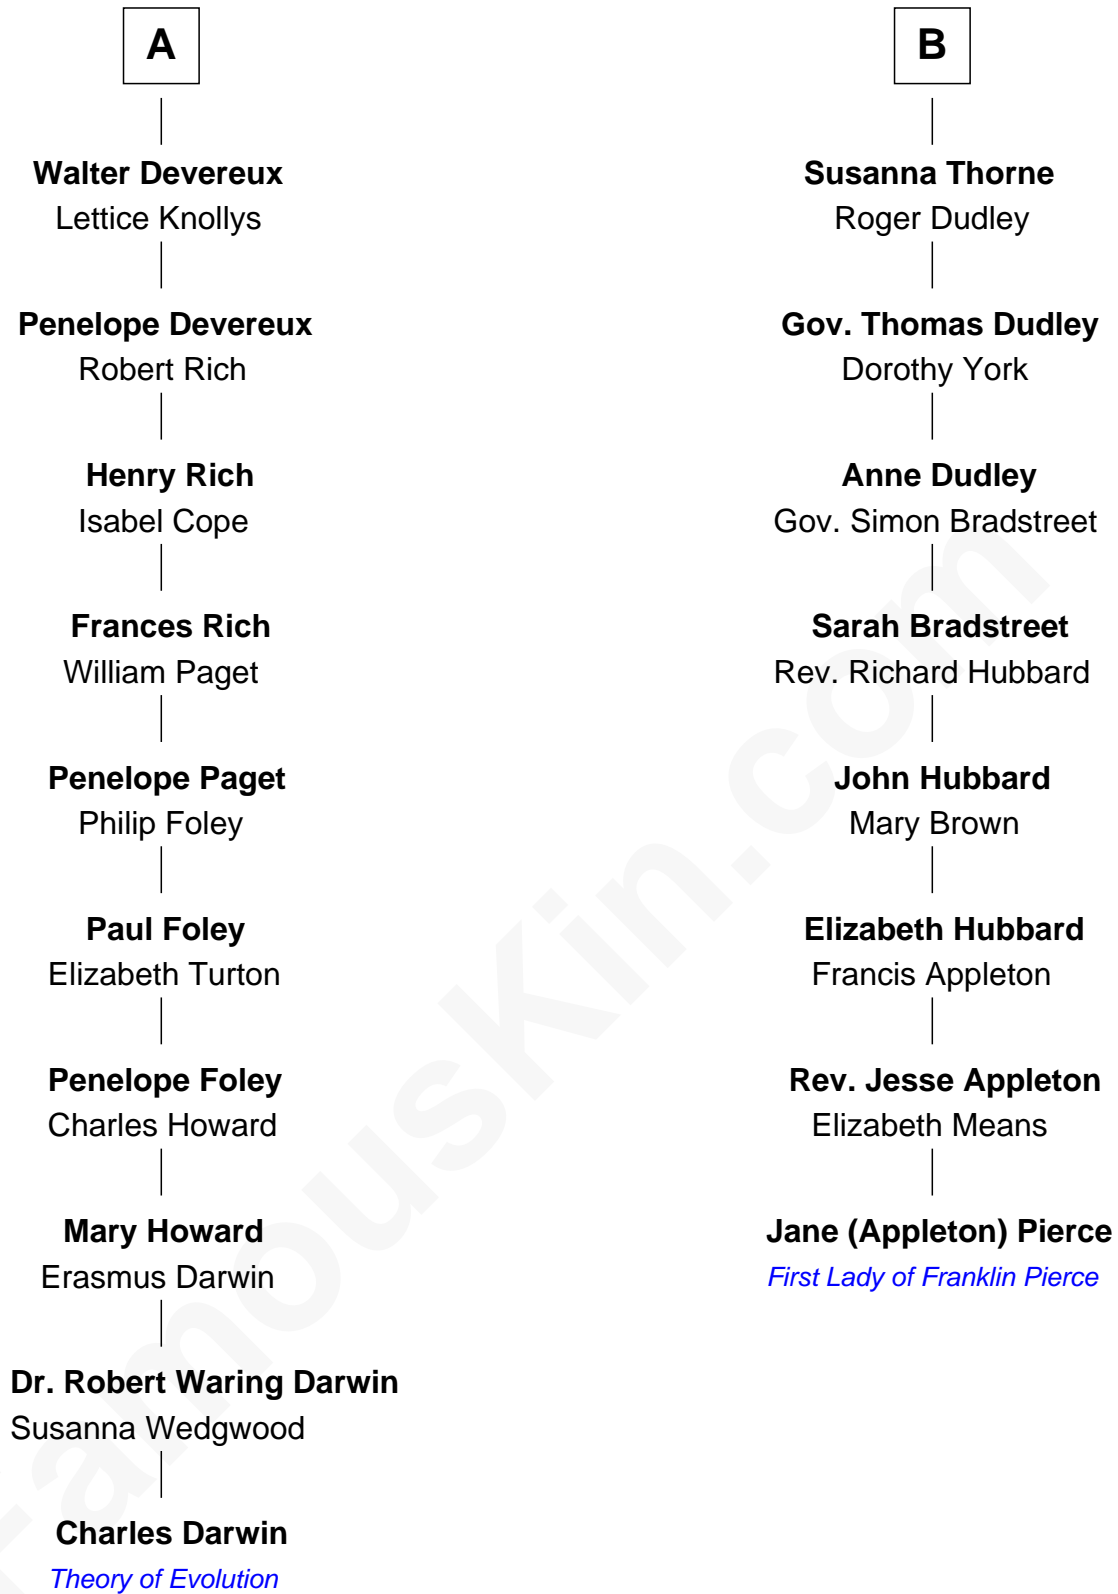 A
Walter Devereux
Lettice Knollys
Penelope Devereux
Robert Rich
Henry Rich
Isabel Cope
Frances Rich
William Paget
Penelope Paget
Philip Foley
Paul Foley
Elizabeth Turton
Penelope Foley
Charles Howard
Mary Howard
Erasmus Darwin
Dr. Robert Waring Darwin
Susanna Wedgwood
Charles Darwin
Theory of Evolution
B
Susanna Thorne
Roger Dudley
Gov. Thomas Dudley
Dorothy York
Anne Dudley
Gov. Simon Bradstreet
Sarah Bradstreet
Rev. Richard Hubbard
John Hubbard
Mary Brown
Elizabeth Hubbard
Francis Appleton
Rev. Jesse Appleton
Elizabeth Means
Jane (Appleton) Pierce
First Lady of Franklin Pierce
FamousKin.com